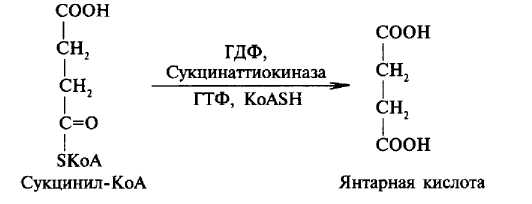 COOH
CH2
CH2
C=O
SKoA
Сукцинил-КоА
ГДФ,
Сукцинаттиокиназа
ГТФ, KoASH
COOH
CH2
CH2
COOH
Янтарная кислота